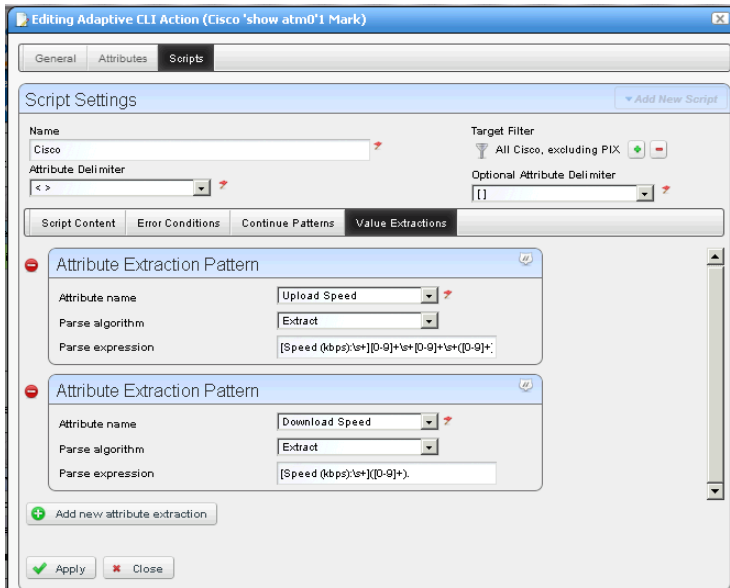 Editing Adaptive CLI Action (Cisco 'show atm0'1 Mark)
General Attributes Scripts
Script Settings
Add New Script
Name
Cisco
Target Filter
All Cisco, excluding PIX
Attribute Delimiter
< >
Optional Attribute Delimiter
[]
Script Content Error Conditions Continue Patterns Value Extractions
Attribute Extraction Pattern
Attribute name Upload Speed
Parse algorithm Extract
Parse expression [Speed (kbps):\s+][0-9]+\s+[0-9]+\s+([0-9]+
Attribute Extraction Pattern
Attribute name Download Speed
Parse algorithm Extract
Parse expression [Speed (kbps):\s+]([0-9]+).
Add new attribute extraction
Apply Close